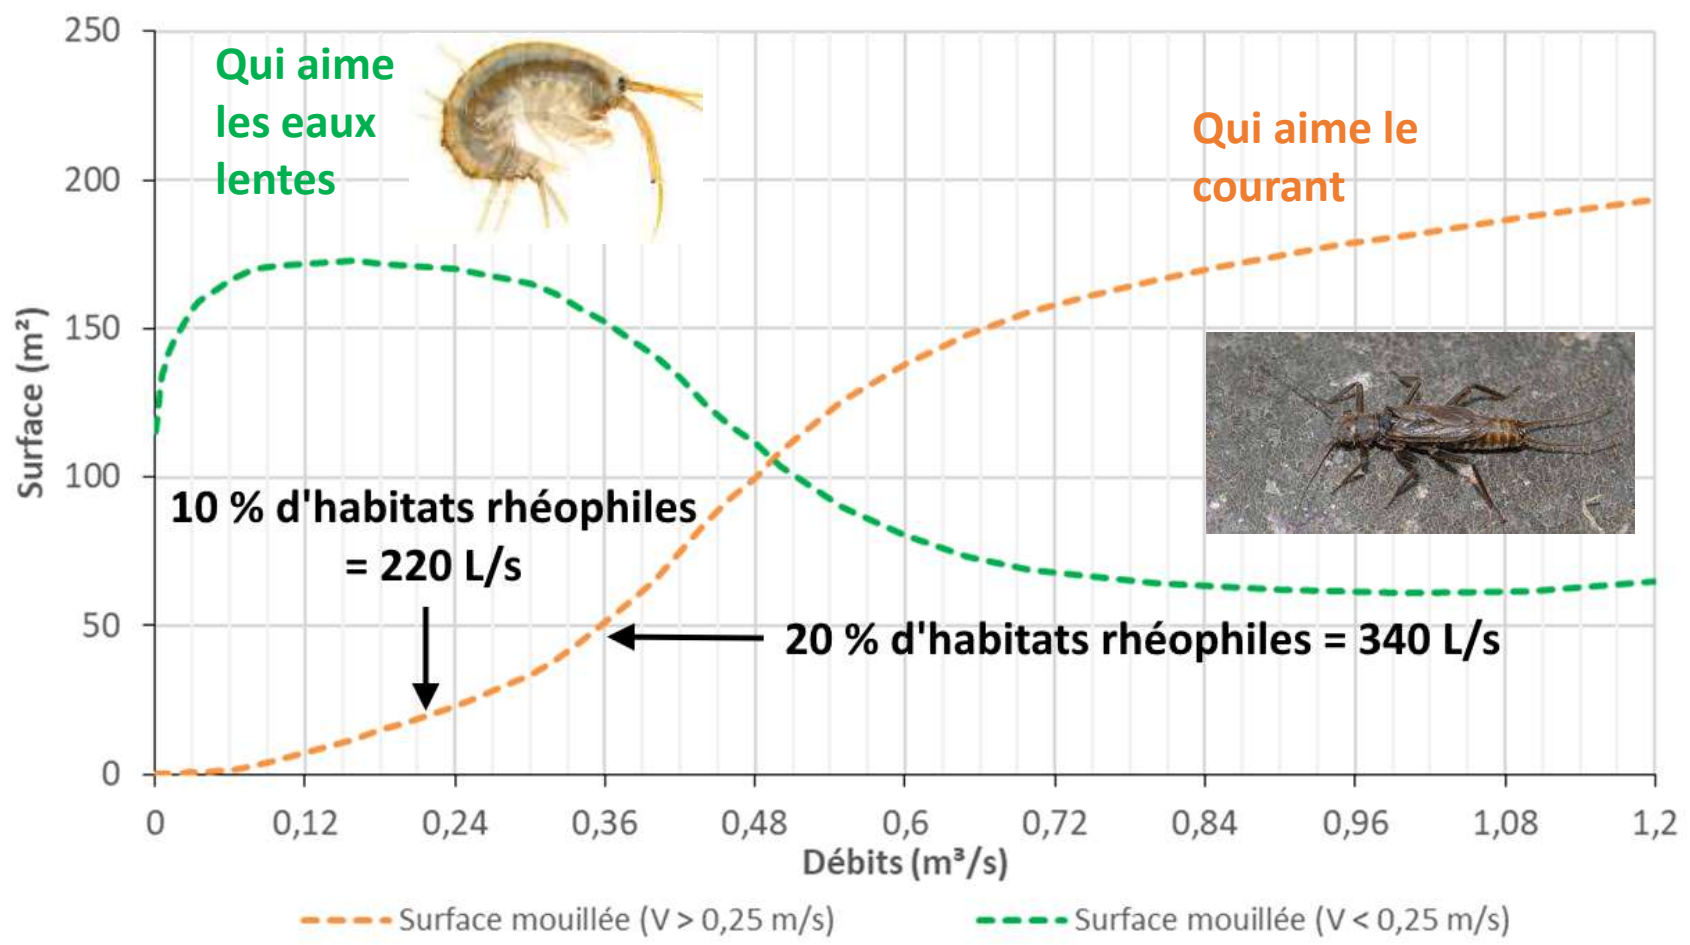 Qui aime
les eaux
lentes
Qui aime le
courant
Surface (m²)
250
200
150
100
50
0
10 % d'habitats rhéophiles
= 220 L/s
20 % d'habitats rhéophiles = 340 L/s
0 0,12 0,24 0,36 0,48 0,6 0,72 0,84 0,96 1,08 1,2
Débits (m³/s)
Surface mouillée (V > 0,25 m/s) Surface mouillée (V < 0,25 m/s)